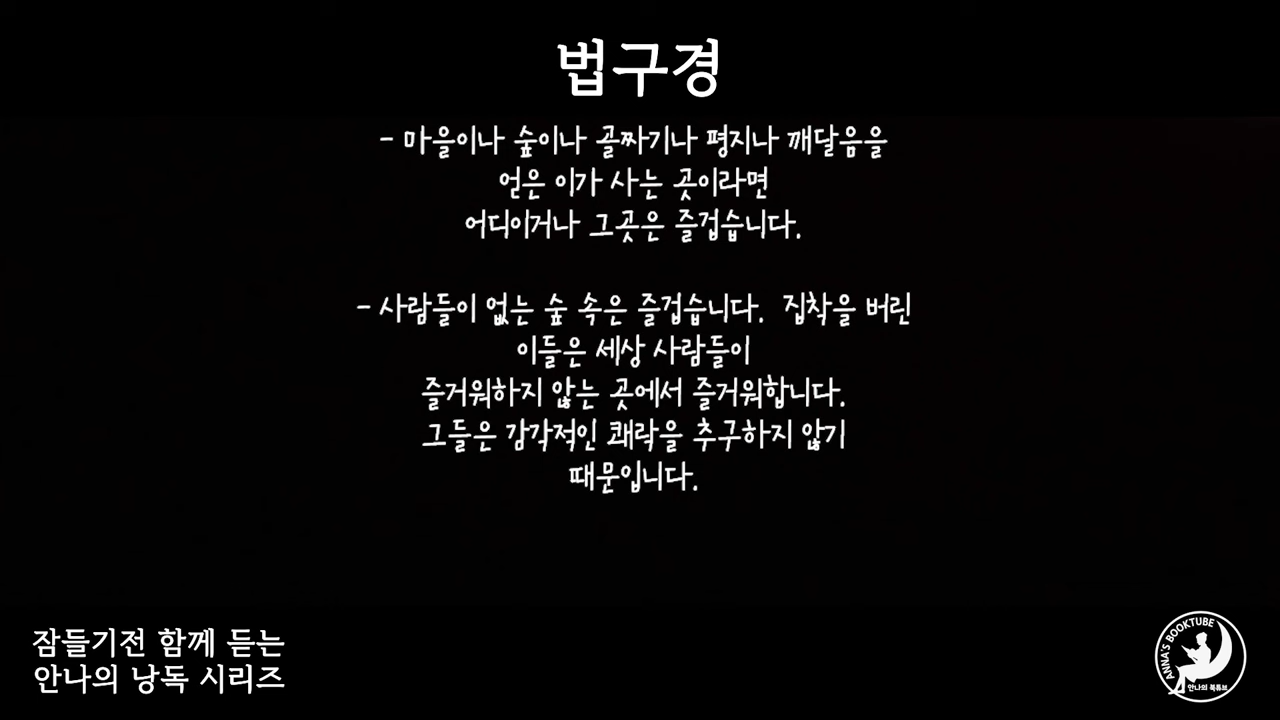 법구경
- 마을이나 숲이나 골짜기나 평지나 깨달음을
얻은 이가 사는 곳이라면
어디이거나 그곳은 즐겁습니다.
- 사람들이 없는 숲 속은 즐겁습니다. 집착을 버린
이들은 세상 사람들이
즐거워하지 않는 곳에서 즐거워합니다.
그들은 감각적인 쾌락을 추구하지 않기
때문입니다.
잠들기전 함께 듣는
안나의 낭독 시리즈
ANNA'S BOOKTUBE
안나의 북튜브